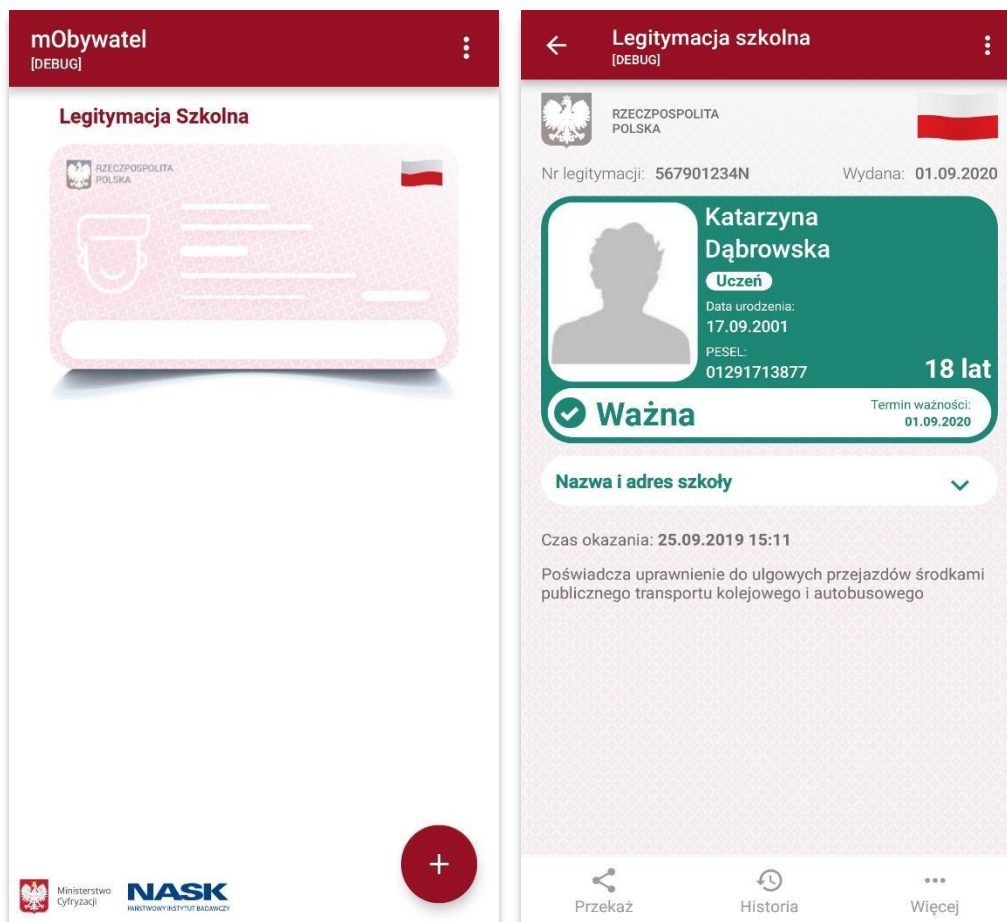 mObywatel
[DEBUG]
Legitymacja Szkolna
RZECZPOSPOLITA
POLSKA
Ministerstwo
Cyfryzacji
NASK
PAŃSTWOWY INSTYTUT BADAWCZY
Legitymacja szkolna
[DEBUG]
RZECZPOSPOLITA
POLSKA
Nr legitymacji: 567901234N Wydana: 01.09.2020
Katarzyna
Dąbrowska
Uczeń
Data urodzenia:
17.09.2001
PESEL:
01291713877
18 lat
Ważna
Termin ważności:
01.09.2020
Nazwa i adres szkoły
Czas okazania: 25.09.2019 15:11
Poświadcza uprawnienie do ulgowych przejazdów środkami
publicznego transportu kolejowego i autobusowego
Przekaż Historia Więcej